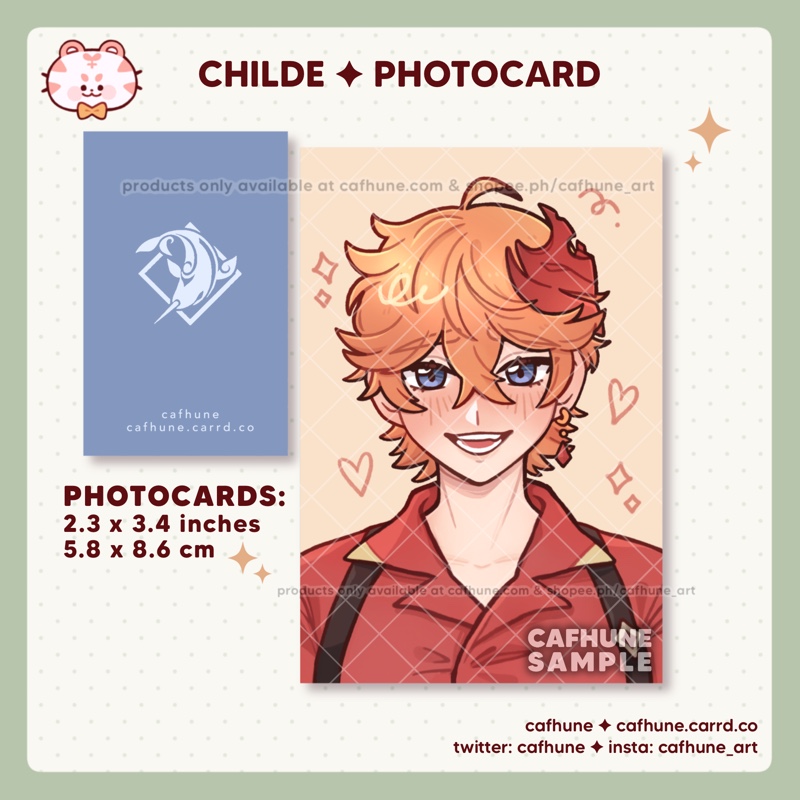 CHILDE ✦ PHOTOCARD
products only available at cafhune.com & shopee.ph/cafhune_art
cafhune
cafhune.carrd.co
PHOTOCARDS:
2.3 x 3.4 inches
5.8 x 8.6 cm
products only available at cafhune.com & shopee.ph/cafhune_art
CAFHUNE
SAMPLE
cafhune ✦ cafhune.carrd.co
twitter: cafhune ✦ insta: cafhune_art